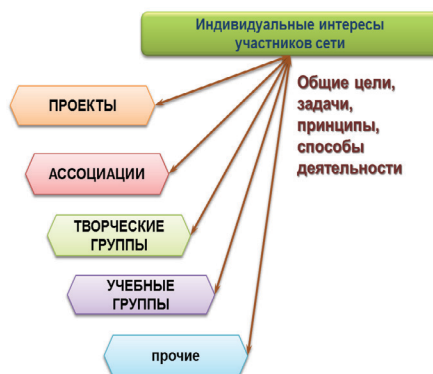 Индивидуальные интересы
участников сети
Общие цели,
задачи,
принципы,
способы
деятельности
ПРОЕКТЫ
АССОЦИАЦИИ
ТВОРЧЕСКИЕ
ГРУППЫ
УЧЕБНЫЕ
ГРУППЫ
прочие